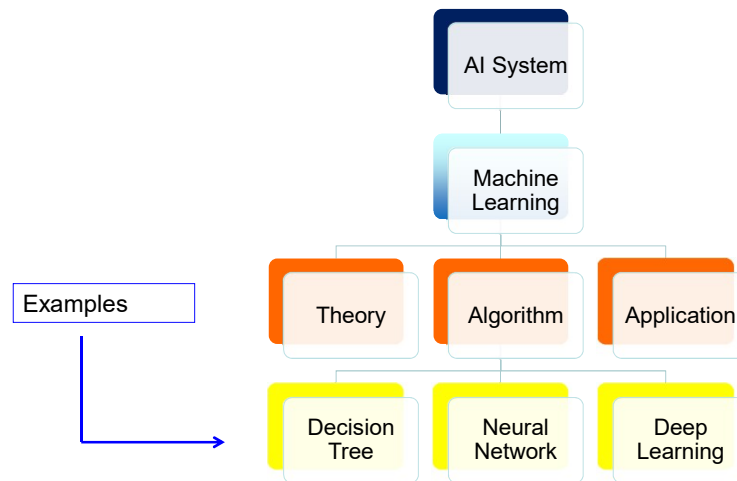 AI System
Machine
Learning
Examples
Theory
Algorithm
Application
Decision
Tree
Neural
Network
Deep
Learning